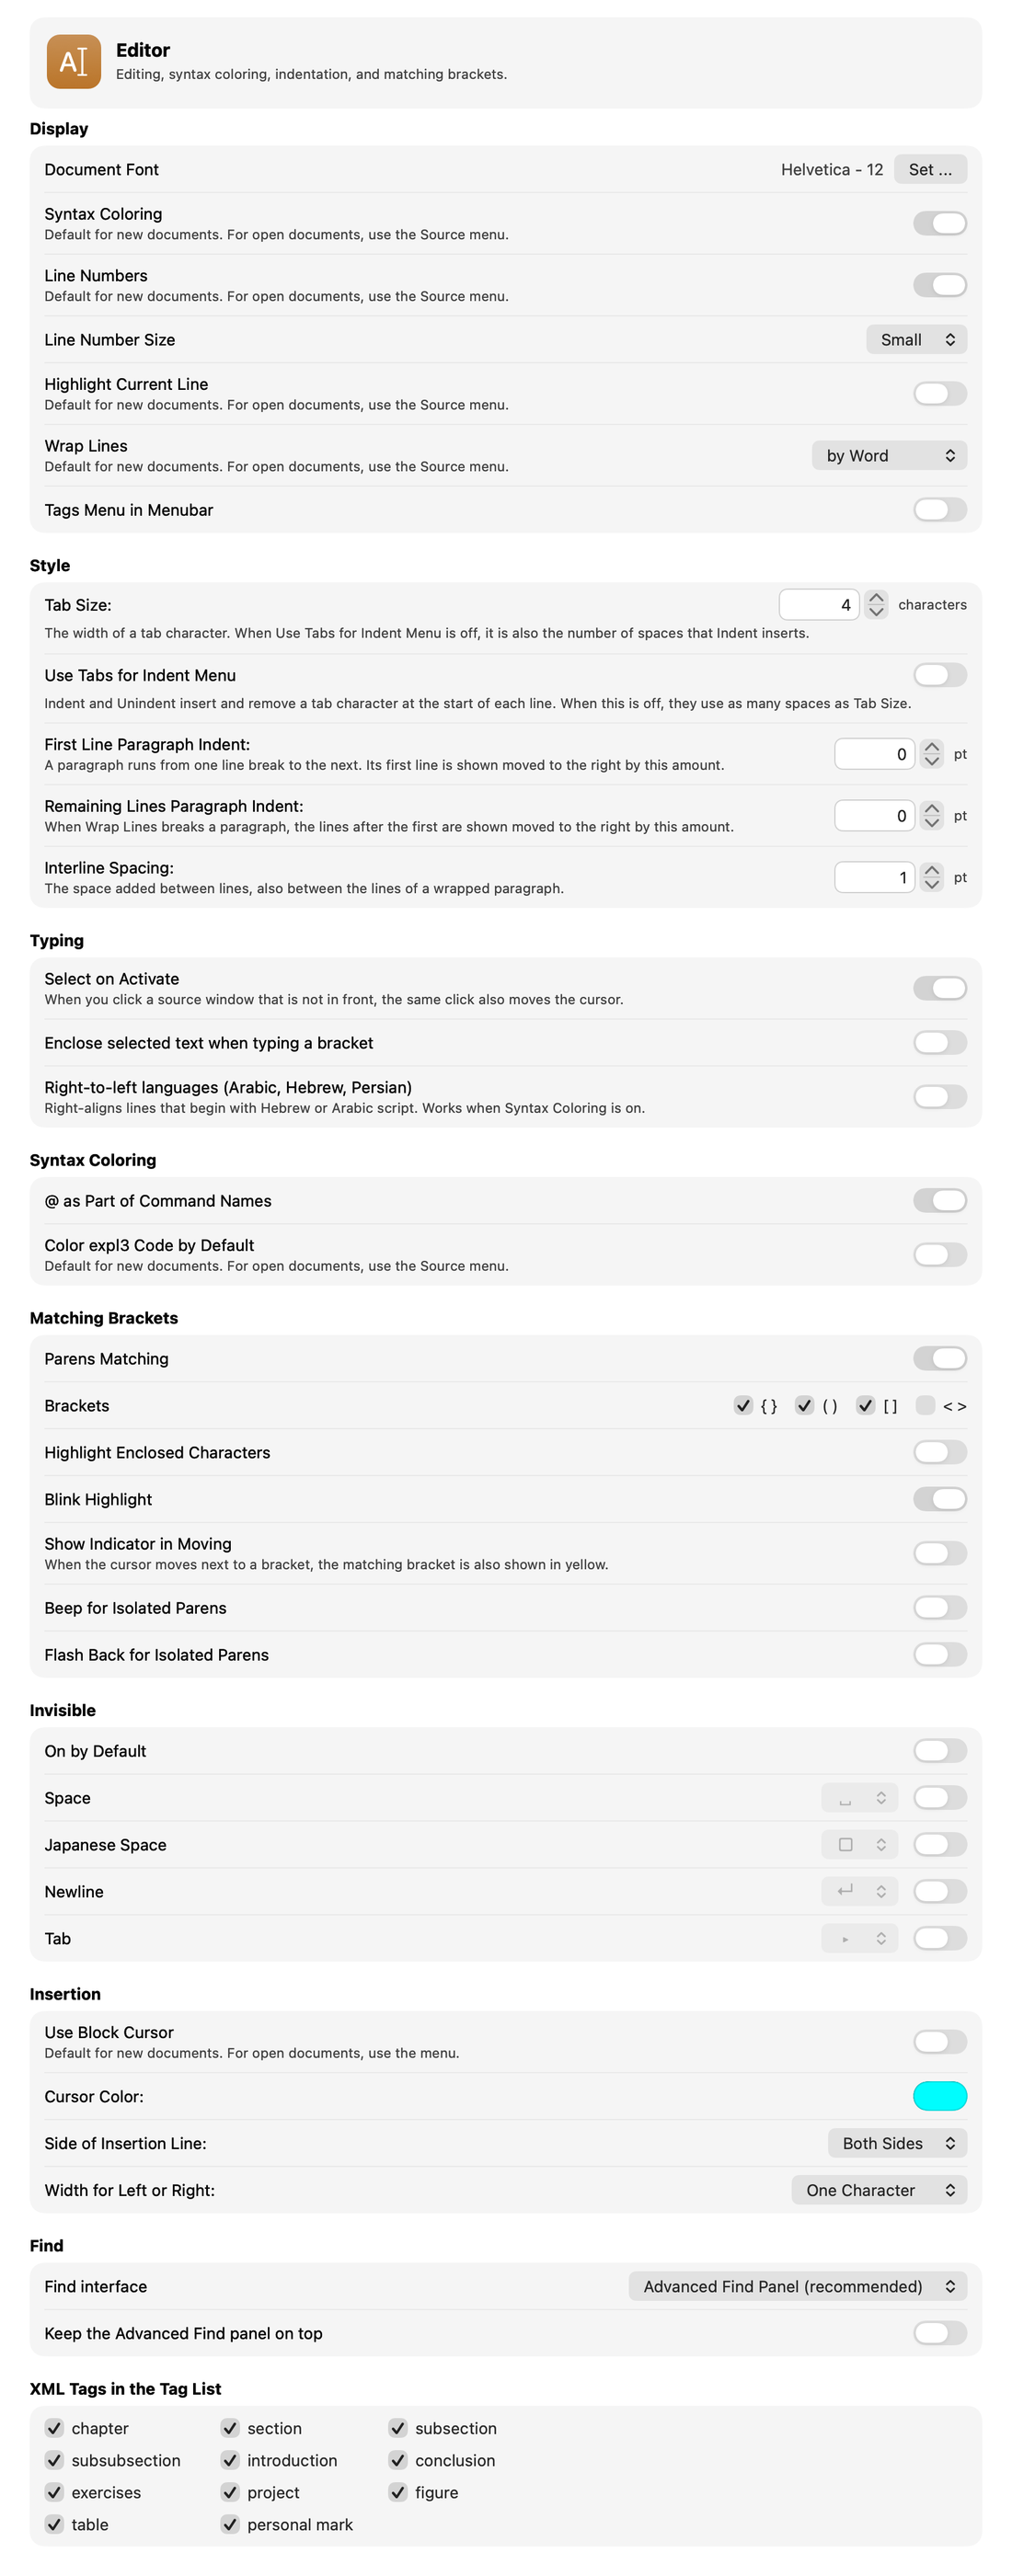 Editor
Editing, syntax coloring, indentation, and matching brackets.
Display
Document Font Helvetica - 12 Set ...
Syntax Coloring
Default for new documents. For open documents, use the Source menu.
Line Numbers
Default for new documents. For open documents, use the Source menu.
Line Number Size Small
Highlight Current Line
Default for new documents. For open documents, use the Source menu.
Wrap Lines by Word
Default for new documents. For open documents, use the Source menu.
Tags Menu in Menubar
Style
Tab Size: 4 characters
The width of a tab character. When Use Tabs for Indent Menu is off, it is also the number of spaces that Indent inserts.
Use Tabs for Indent Menu
Indent and Unindent insert and remove a tab character at the start of each line. When this is off, they use as many spaces as Tab Size.
First Line Paragraph Indent: 0 pt
A paragraph runs from one line break to the next. Its first line is shown moved to the right by this amount.
Remaining Lines Paragraph Indent: 0 pt
When Wrap Lines breaks a paragraph, the lines after the first are shown moved to the right by this amount.
Interline Spacing: 1 pt
The space added between lines, also between the lines of a wrapped paragraph.
Typing
Select on Activate
When you click a source window that is not in front, the same click also moves the cursor.
Enclose selected text when typing a bracket
Right-to-left languages (Arabic, Hebrew, Persian)
Right-aligns lines that begin with Hebrew or Arabic script. Works when Syntax Coloring is on.
Syntax Coloring
@ as Part of Command Names
Color expl3 Code by Default
Default for new documents. For open documents, use the Source menu.
Matching Brackets
Parens Matching
Brackets { } ( ) [ ] < >
Highlight Enclosed Characters
Blink Highlight
Show Indicator in Moving
When the cursor moves next to a bracket, the matching bracket is also shown in yellow.
Beep for Isolated Parens
Flash Back for Isolated Parens
Invisible
On by Default
Space ␣
Japanese Space □
Newline ↵
Tab ▸
Insertion
Use Block Cursor
Default for new documents. For open documents, use the menu.
Cursor Color:
Side of Insertion Line: Both Sides
Width for Left or Right: One Character
Find
Find interface Advanced Find Panel (recommended)
Keep the Advanced Find panel on top
XML Tags in the Tag List
chapter section subsection
subsubsection introduction conclusion
exercises project figure
table personal mark